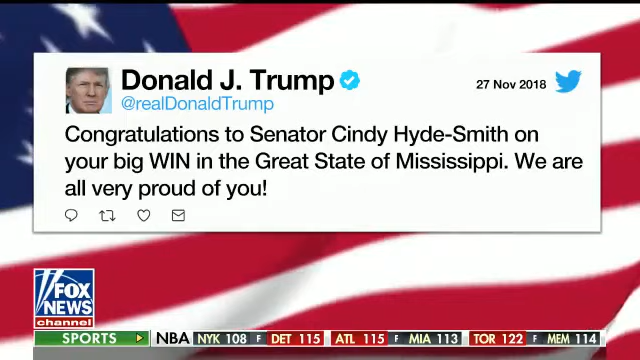 Donald J. Trump
27 Nov 2018
@realDonaldTrump
Congratulations to Senator Cindy Hyde-Smith on
your big WIN in the Great State of Mississippi. We are
all very proud of you!
FOX
NEWS
channel
SPORTS NBA NYK 108 F DET 115 ATL 115 F MIA 113 TOR 122 F MEM 114